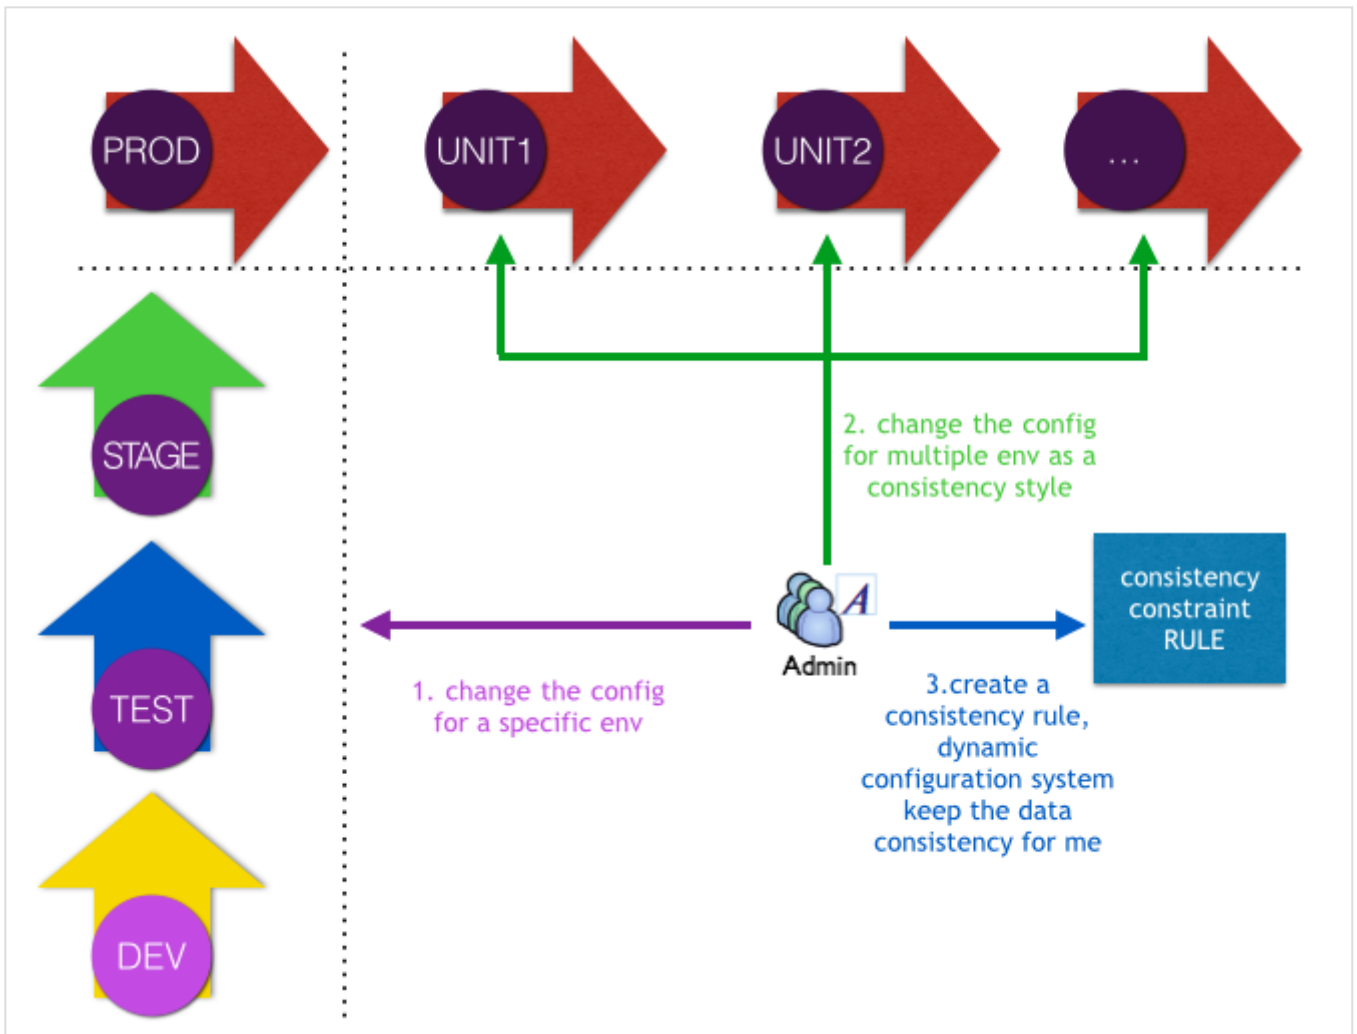 PROD
UNIT1
UNIT2
...
STAGE
2. change the config
for multiple env as a
consistency style
consistency
constraint
RULE
A
Admin
TEST
1. change the config
for a specific env
3.create a
consistency rule,
dynamic
configuration system
keep the data
consistency for me
DEV